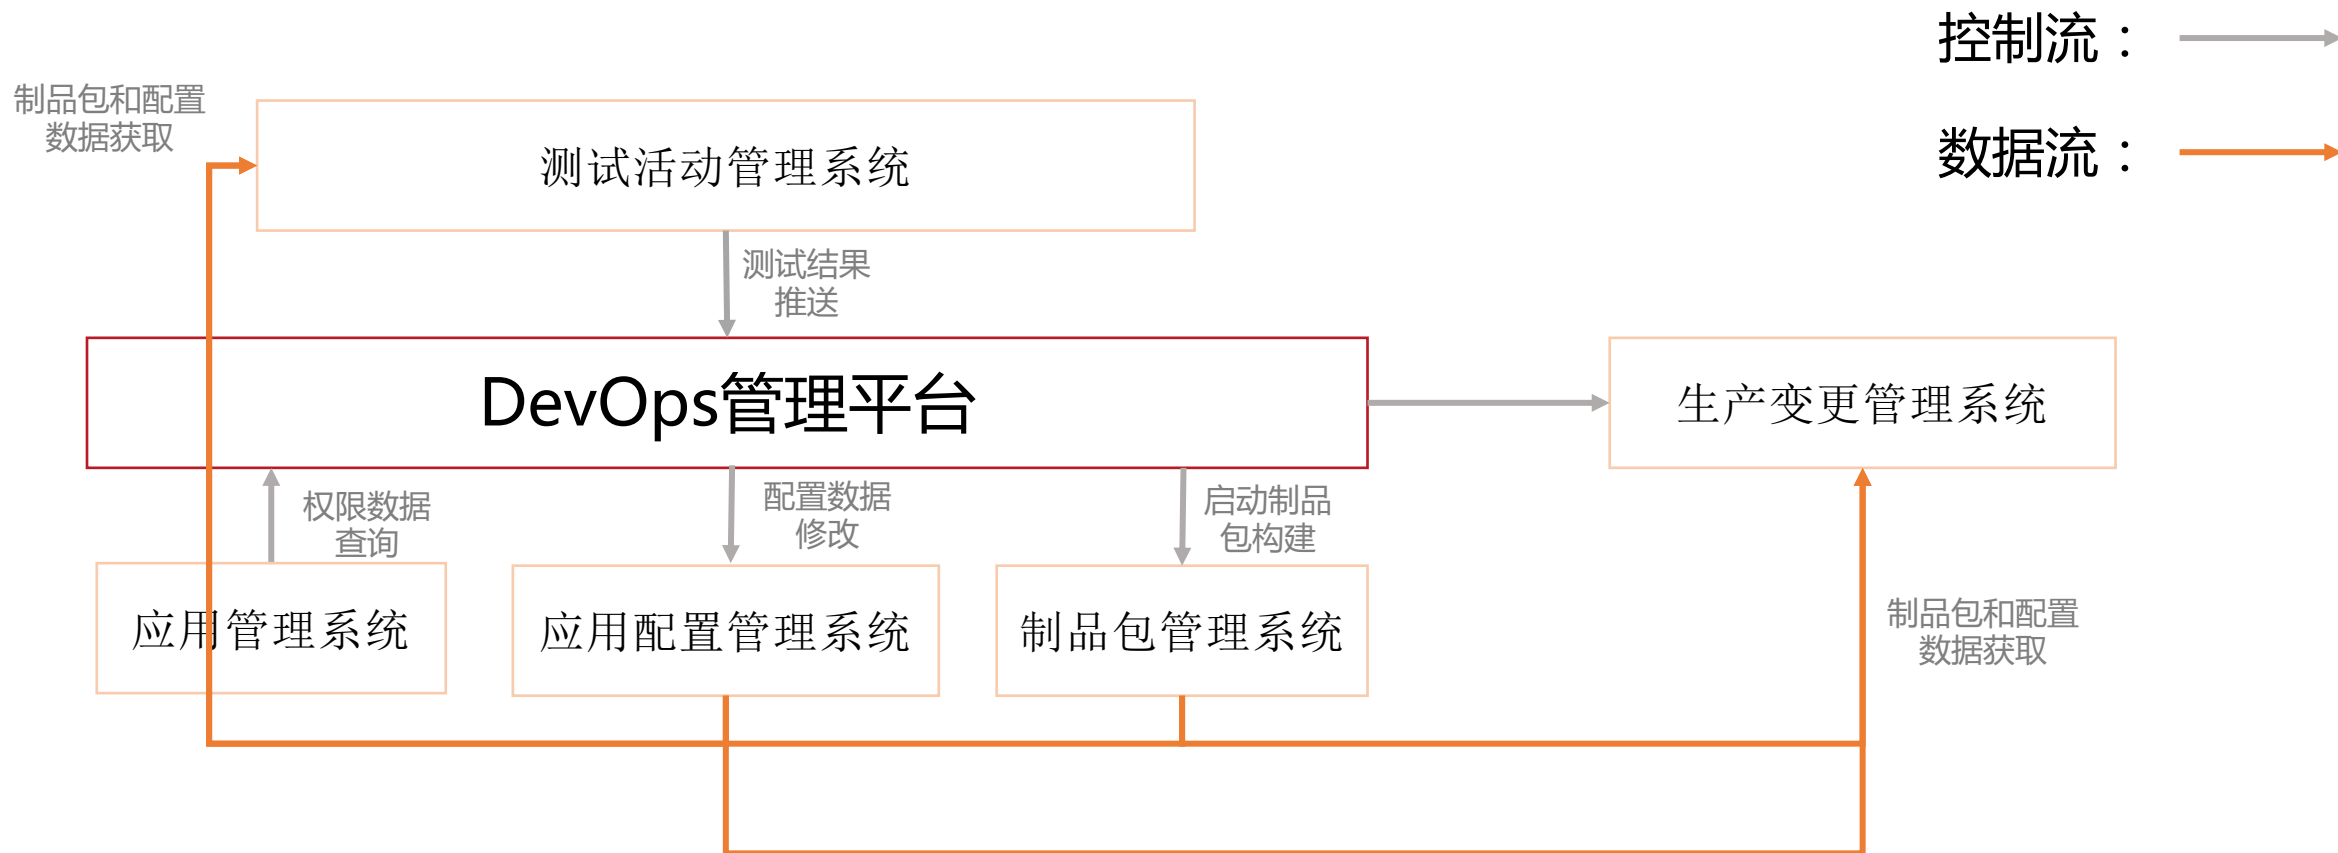 控制流：
数据流：
制品包和配置
数据获取
测试活动管理系统
测试结果
推送
DevOps管理平台
生产变更管理系统
权限数据
查询
配置数据
修改
启动制品
包构建
应用管理系统
应用配置管理系统
制品包管理系统
制品包和配置
数据获取